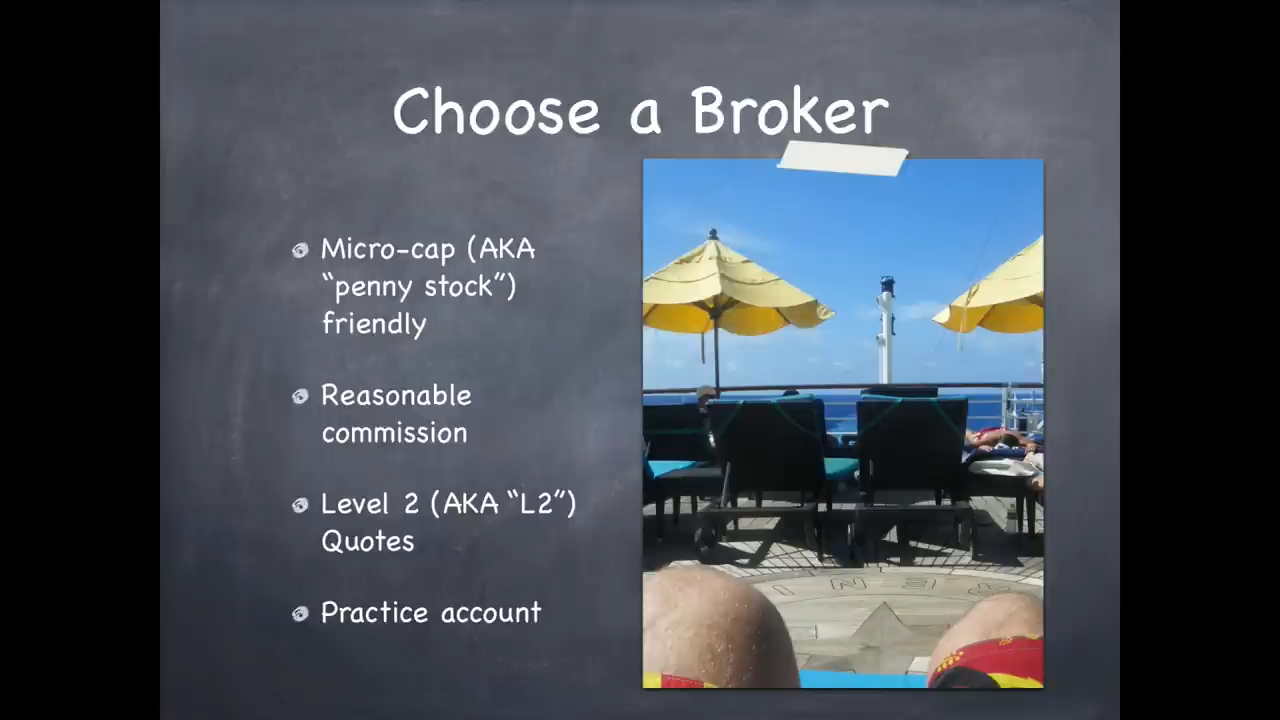 Choose a Broker
Micro-cap (AKA
“penny stock”)
friendly
Reasonable
commission
Level 2 (AKA “L2”)
Quotes
Practice account